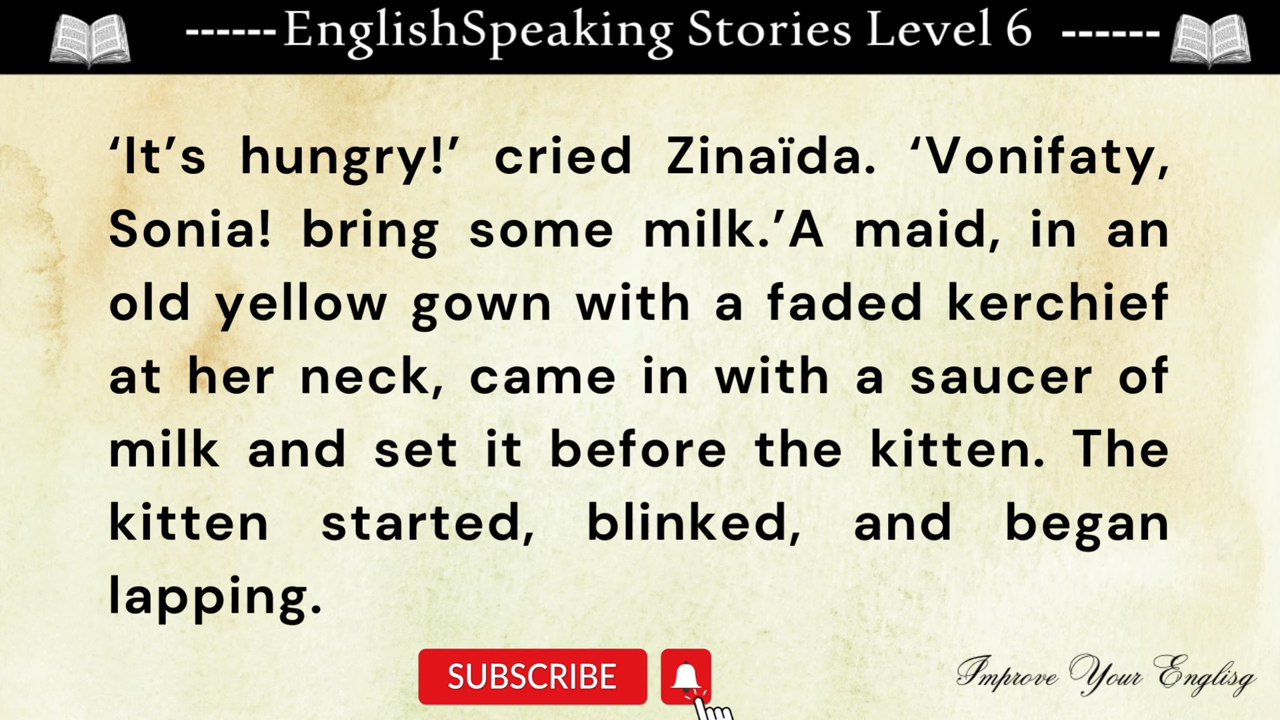 ------EnglishSpeaking Stories Level 6 ------
‘It’s hungry!’ cried Zinaïda. ‘Vonifaty,
Sonia! bring some milk.’A maid, in an
old yellow gown with a faded kerchief
at her neck, came in with a saucer of
milk and set it before the kitten. The
kitten started, blinked, and began
lapping.
SUBSCRIBE
Improve Your Englisg